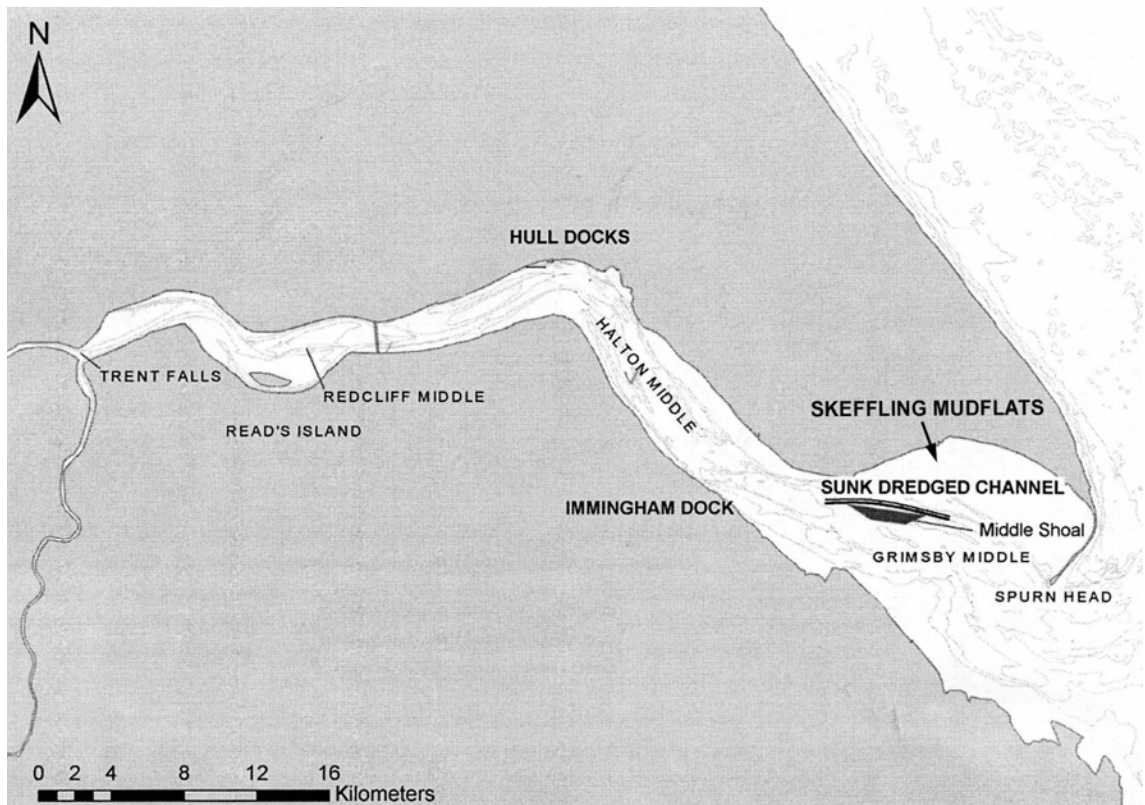 N
HULL DOCKS
HALTON MIDDLE
TRENT FALLS
REDCLIFF MIDDLE
READ'S ISLAND
SKEFFLING MUDFLATS
SUNK DREDGED CHANNEL
IMMINGHAM DOCK
Middle Shoal
GRIMSBY MIDDLE
SPURN HEAD
0 2 4 8 12 16
Kilometers